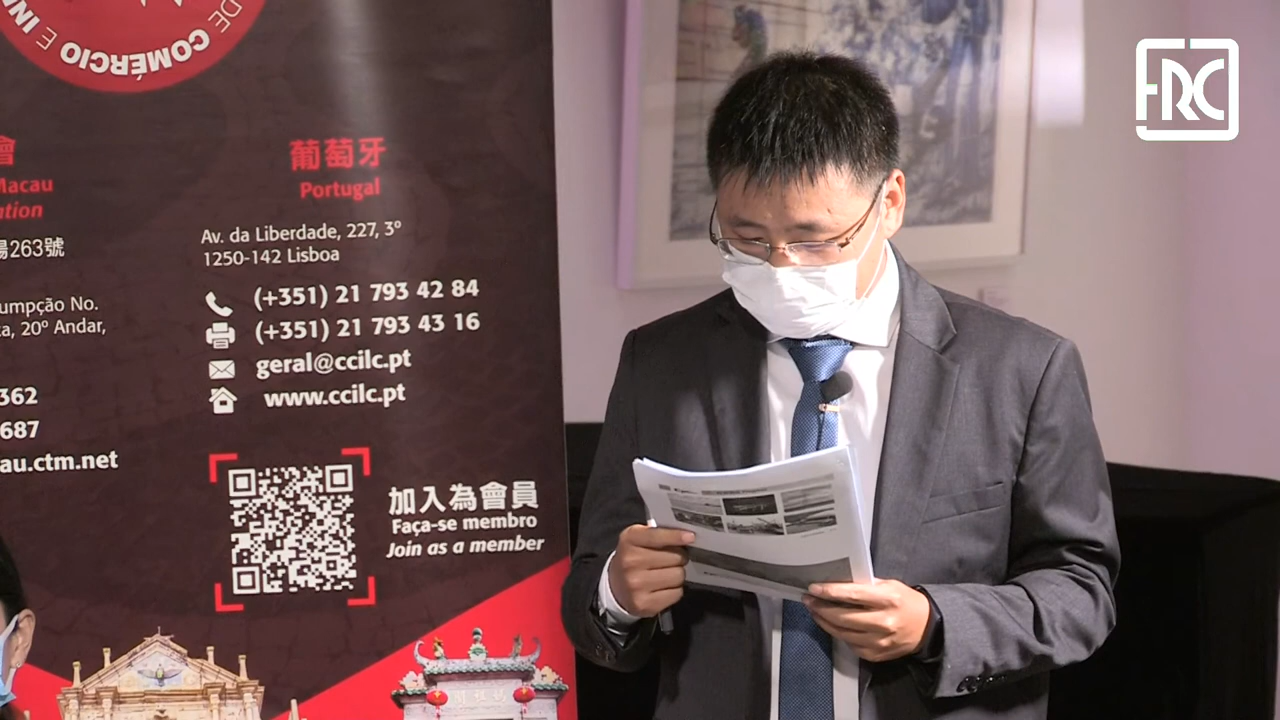 DE COMÉRCIO E IN
會
Macau
ation
場263號
umpção No.
a, 20º Andar,
362
687
au.ctm.net
葡萄牙
Portugal
Av. da Liberdade, 227, 3º
1250-142 Lisboa
(+351) 21 793 42 84
(+351) 21 793 43 16
geral@ccilc.pt
www.ccilc.pt
加入為會員
Faça-se membro
Join as a member
FRC